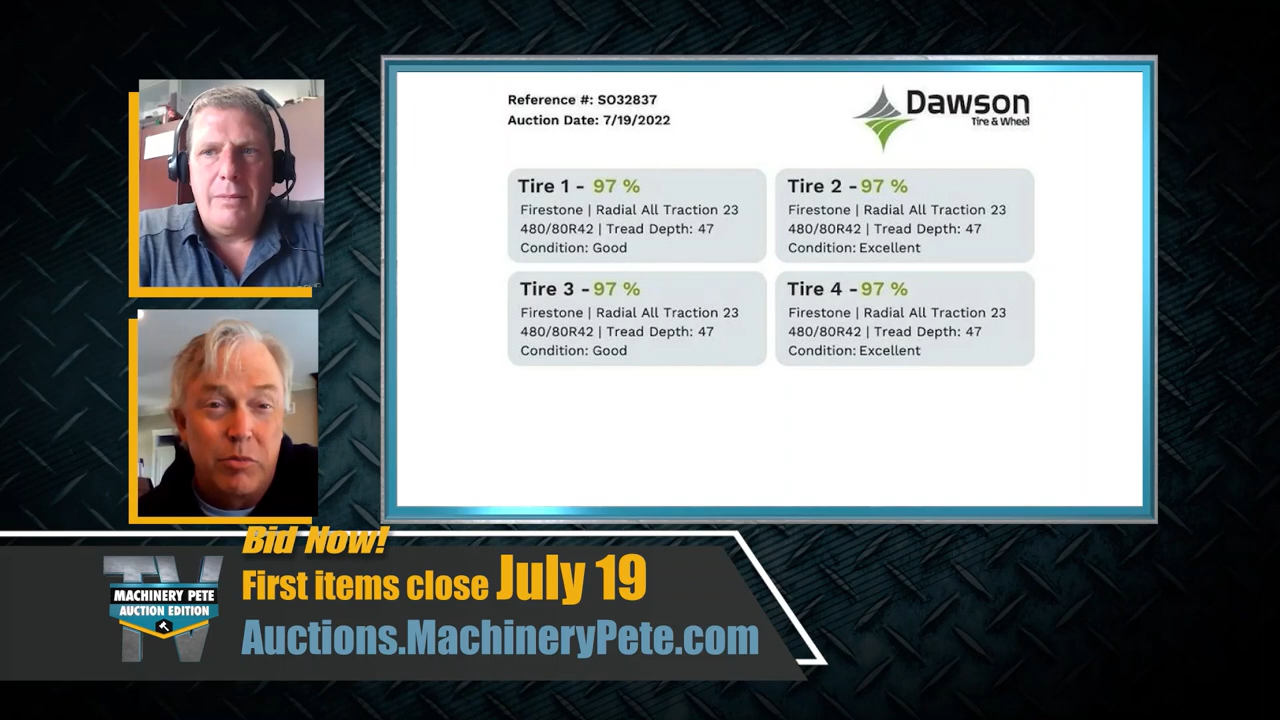 Reference #: SO32837
Auction Date: 7/19/2022
Dawson
Tire & Wheel
Tire 1 - 97 %
Firestone | Radial All Traction 23
480/80R42 | Tread Depth: 47
Condition: Good
Tire 2 - 97 %
Firestone | Radial All Traction 23
480/80R42 | Tread Depth: 47
Condition: Excellent
Tire 3 - 97 %
Firestone | Radial All Traction 23
480/80R42 | Tread Depth: 47
Condition: Good
Tire 4 - 97 %
Firestone | Radial All Traction 23
480/80R42 | Tread Depth: 47
Condition: Excellent
Bid Now!
First items close July 19
Auctions.MachineryPete.com
TV
MACHINERY PETE
AUCTION EDITION